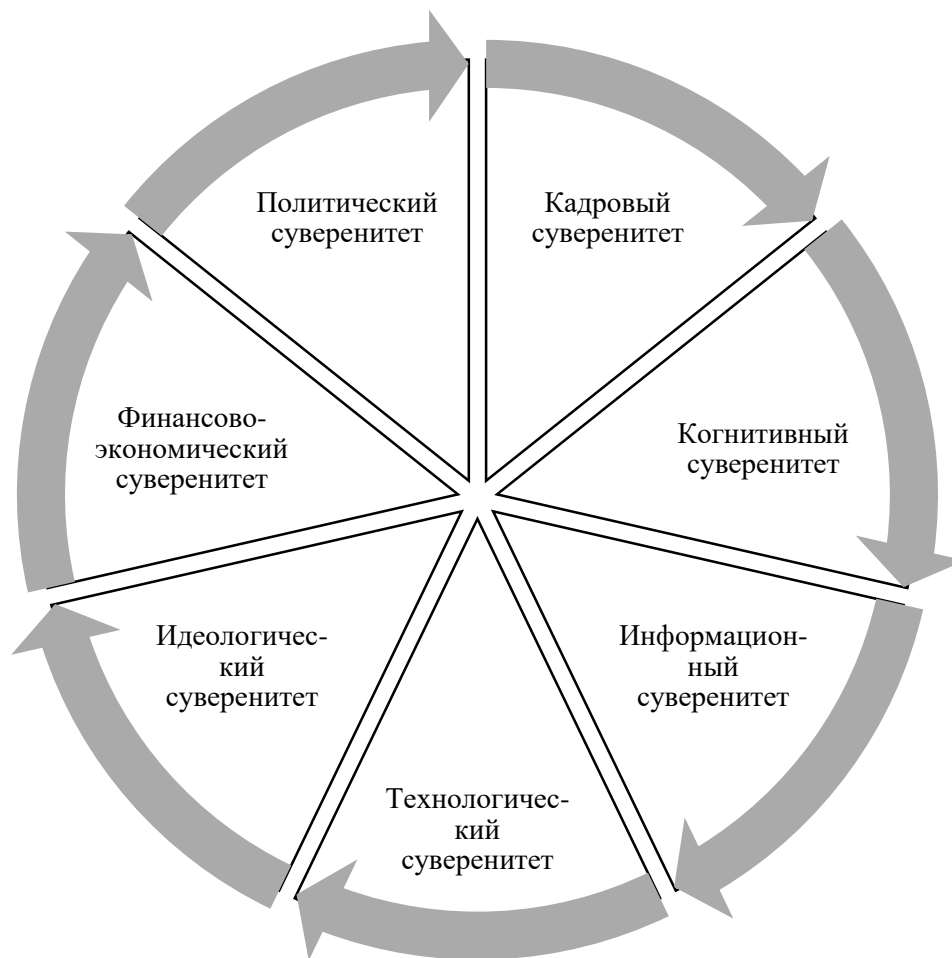 Политический
суверенитет
Кадровый
суверенитет
Финансово-
экономический
суверенитет
Когнитивный
суверенитет
Идеологичес-
кий
суверенитет
Информацион-
ный
суверенитет
Технологичес-
кий
суверенитет